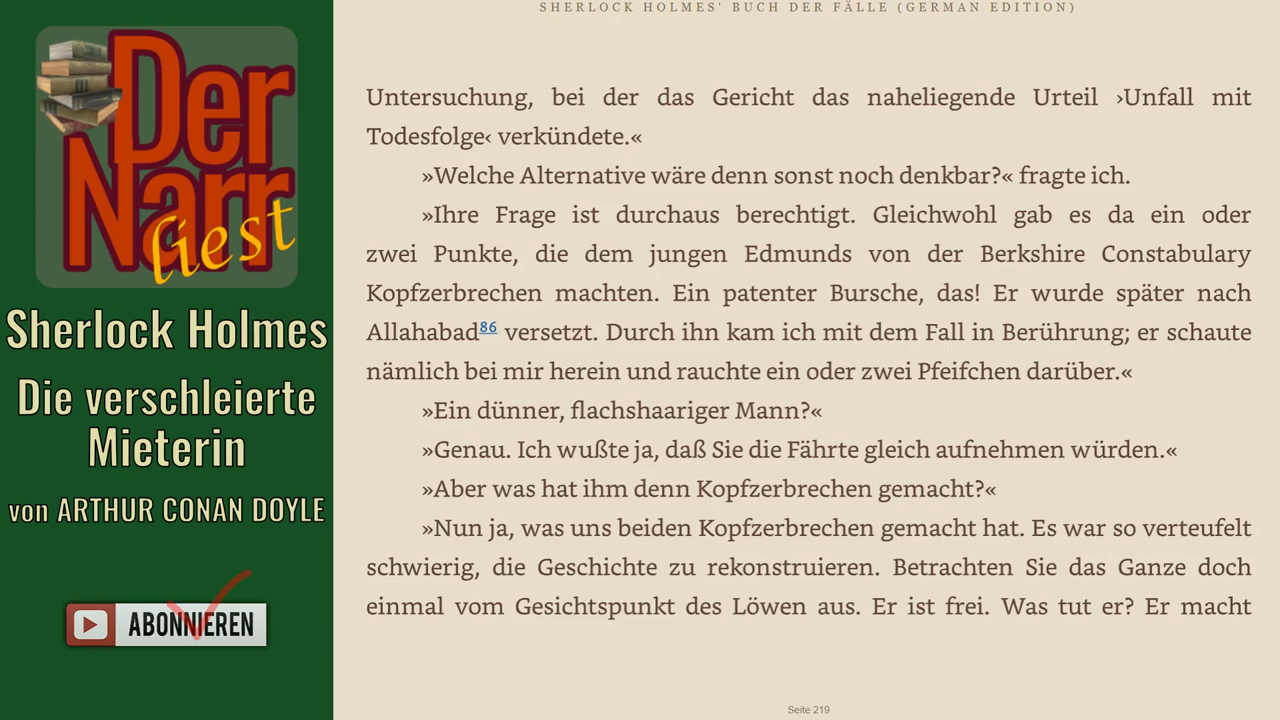 Der
Narr
liest
Sherlock Holmes
Die verschleierte
Mieterin
von ARTHUR CONAN DOYLE
ABONNIEREN
SHERLOCK HOLMES' BUCH DER FÄLLE (GERMAN EDITION)
Untersuchung, bei der das Gericht das naheliegende Urteil ›Unfall mit
Todesfolge‹ verkündete.«
»Welche Alternative wäre denn sonst noch denkbar?« fragte ich.
»Ihre Frage ist durchaus berechtigt. Gleichwohl gab es da ein oder
zwei Punkte, die dem jungen Edmunds von der Berkshire Constabulary
Kopfzerbrechen machten. Ein patenter Bursche, das! Er wurde später nach
Allahabad86 versetzt. Durch ihn kam ich mit dem Fall in Berührung; er schaute
nämlich bei mir herein und rauchte ein oder zwei Pfeifchen darüber.«
»Ein dünner, flachshaariger Mann?«
»Genau. Ich wußte ja, daß Sie die Fährte gleich aufnehmen würden.«
»Aber was hat ihm denn Kopfzerbrechen gemacht?«
»Nun ja, was uns beiden Kopfzerbrechen gemacht hat. Es war so verteufelt
schwierig, die Geschichte zu rekonstruieren. Betrachten Sie das Ganze doch
einmal vom Gesichtspunkt des Löwen aus. Er ist frei. Was tut er? Er macht
Seite 219